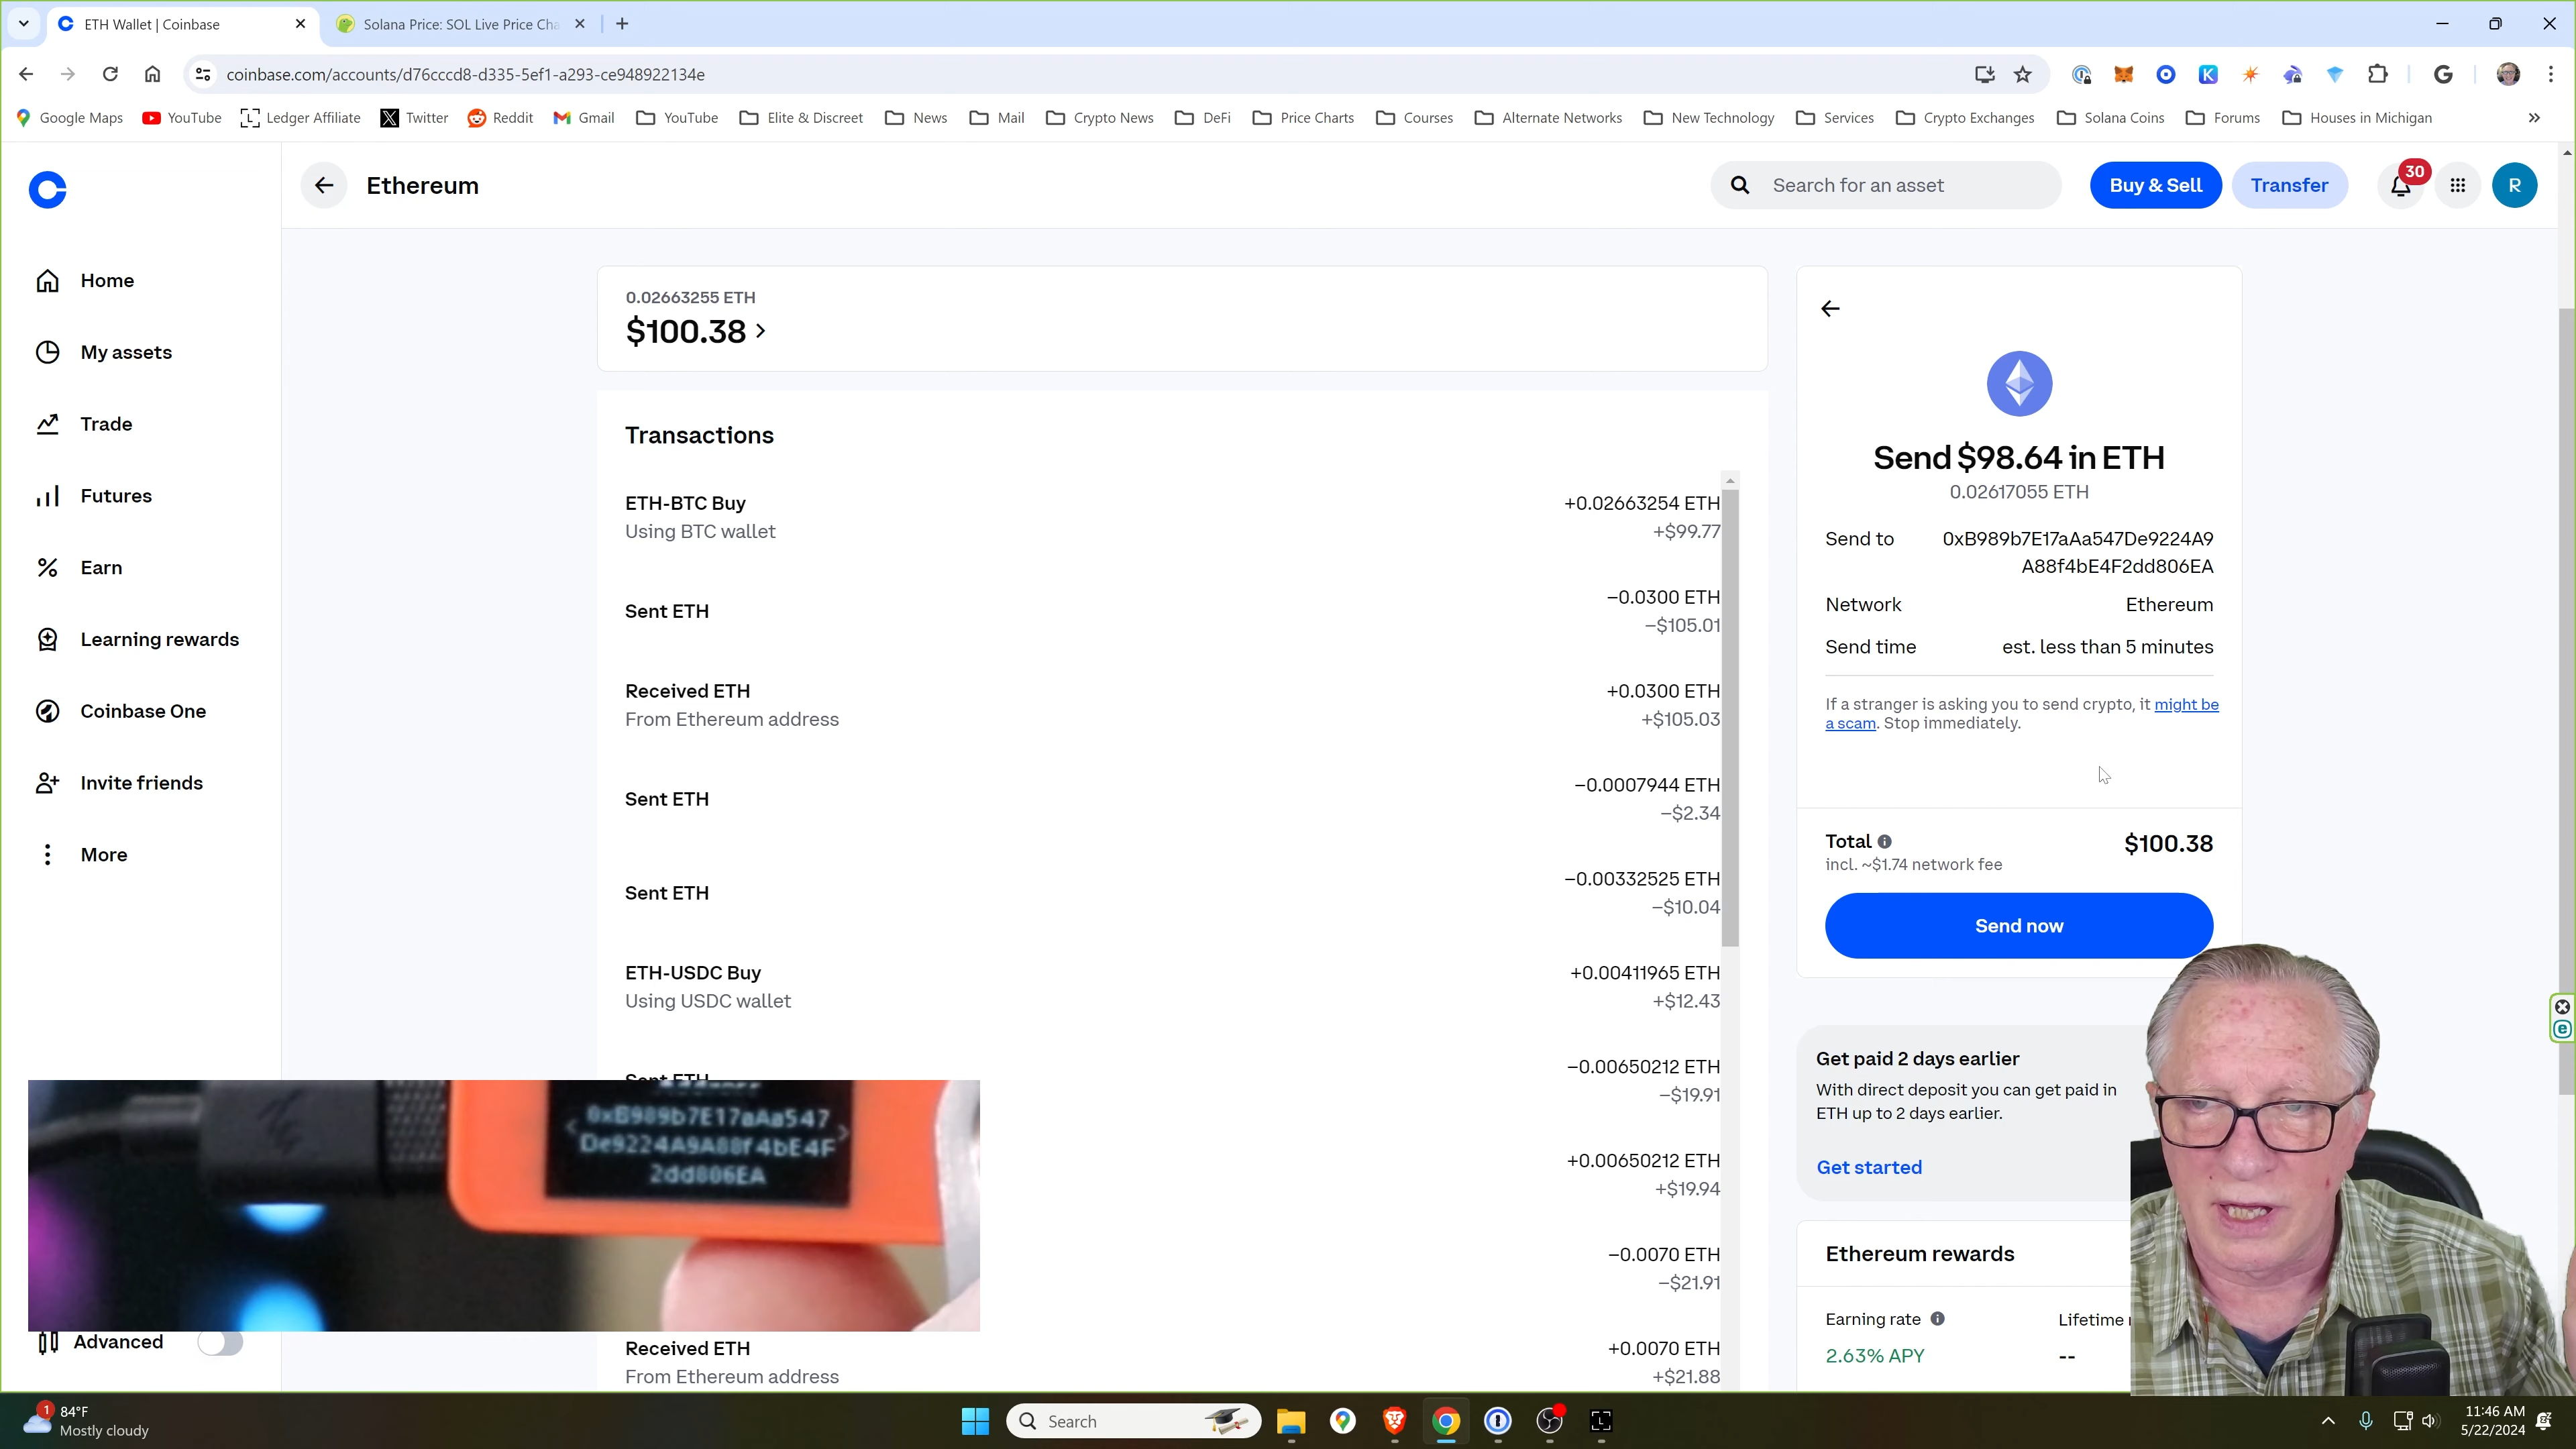 ETH Wallet | Coinbase
Solana Price: SOL Live Price Cha
coinbase.com/accounts/d76cccd8-d335-5ef1-a293-ce948922134e
Google Maps
YouTube
Ledger Affiliate
Twitter
Reddit
Gmail
YouTube
Elite & Discreet
News
Mail
Crypto News
DeFi
Price Charts
Courses
Alternate Networks
New Technology
Services
Crypto Exchanges
Solana Coins
Forums
Houses in Michigan
Ethereum
Search for an asset
Buy & Sell
Transfer
30
R
Home
My assets
Trade
Futures
Earn
Learning rewards
Coinbase One
Invite friends
More
Advanced
0.02663255 ETH
$100.38
Transactions
ETH-BTC Buy
+0.02663254 ETH
Using BTC wallet
+$99.77
Sent ETH
−0.0300 ETH
−$105.01
Received ETH
+0.0300 ETH
From Ethereum address
+$105.03
Sent ETH
−0.0007944 ETH
−$2.34
Sent ETH
−0.00332525 ETH
−$10.04
ETH-USDC Buy
+0.00411965 ETH
Using USDC wallet
+$12.43
Sent ETH
−0.00650212 ETH
−$19.91
+0.00650212 ETH
+$19.94
−0.0070 ETH
−$21.91
Received ETH
+0.0070 ETH
From Ethereum address
+$21.88
0xB989b7E17aAa547
De9224A9A88f4bE4F
2dd806EA
Send $98.64 in ETH
0.02617055 ETH
Send to
0xB989b7E17aAa547De9224A9
A88f4bE4F2dd806EA
Network
Ethereum
Send time
est. less than 5 minutes
If a stranger is asking you to send crypto, it might be
a scam. Stop immediately.
Total
$100.38
incl. ~$1.74 network fee
Send now
Get paid 2 days earlier
With direct deposit you can get paid in
ETH up to 2 days earlier.
Get started
Ethereum rewards
Earning rate
Lifetime
2.63% APY
--
1
84°F
Mostly cloudy
Search
11:46 AM
5/22/2024